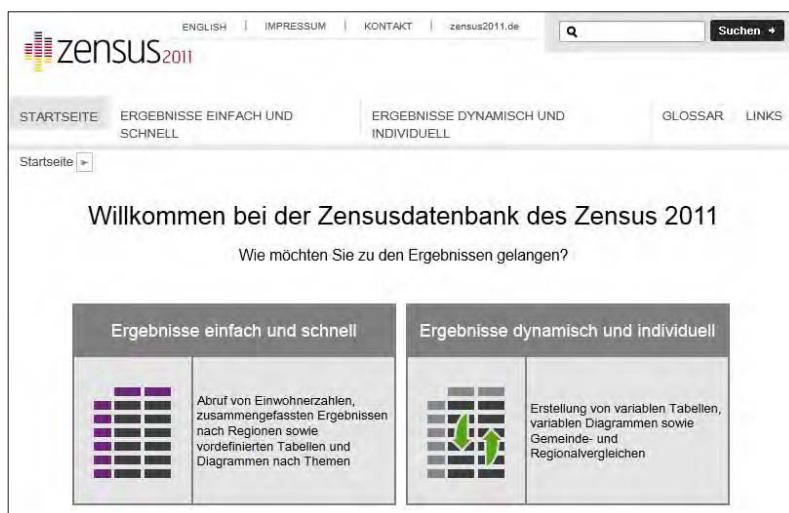 ENGLISH | IMPRESSUM | KONTAKT | zensus2011.de
Suchen
zensus2011
STARTSEITE
ERGEBNISSE EINFACH UND
SCHNELL
ERGEBNISSE DYNAMISCH UND
INDIVIDUELL
GLOSSAR
LINKS
Startseite
Willkommen bei der Zensusdatenbank des Zensus 2011
Wie möchten Sie zu den Ergebnissen gelangen?
Ergebnisse einfach und schnell
Abruf von Einwohnerzahlen,
zusammengefassten Ergebnissen
nach Regionen sowie
vordefinierten Tabellen und
Diagrammen nach Themen
Ergebnisse dynamisch und individuell
Erstellung von variablen Tabellen,
variablen Diagrammen sowie
Gemeinde- und
Regionalvergleichen